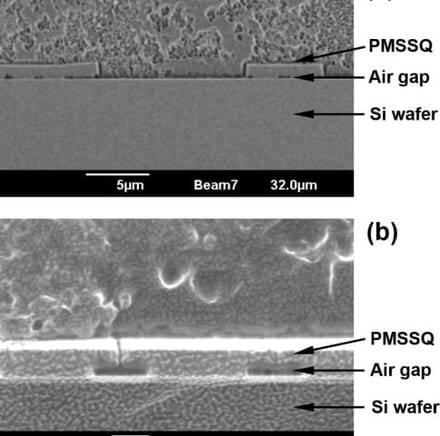 PMSSQ
Air gap
Si wafer
5µm Beam7 32.0µm
(b)
PMSSQ
Air gap
Si wafer